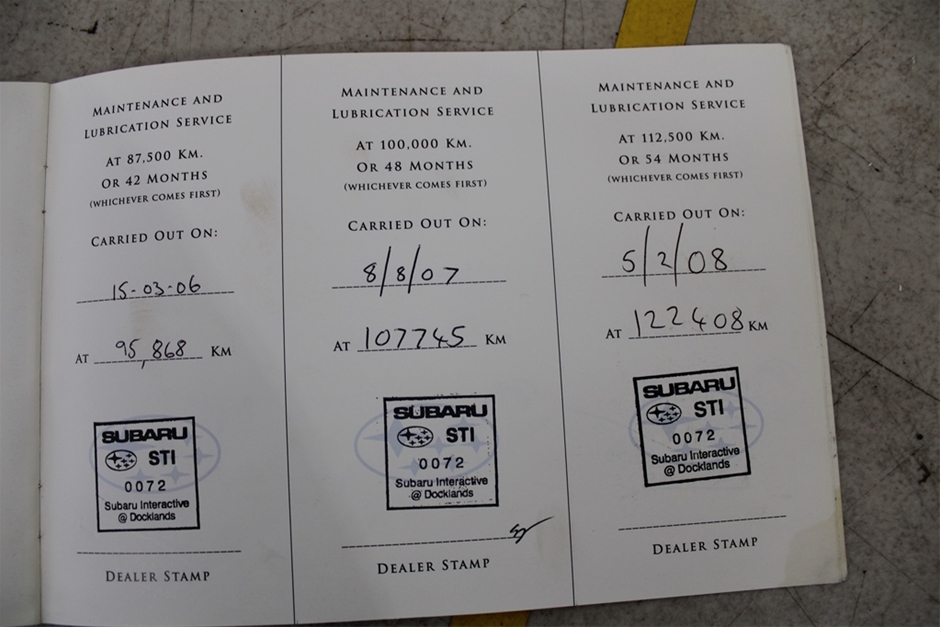 MAINTENANCE AND
LUBRICATION SERVICE
AT 87,500 KM.
OR 42 MONTHS
(WHICHEVER COMES FIRST)
CARRIED OUT ON:
15-03-06
AT 95,868 KM
SUBARU
STI
0072
Subaru Interactive
@ Docklands
DEALER STAMP
MAINTENANCE AND
LUBRICATION SERVICE
AT 100,000 KM.
OR 48 MONTHS
(WHICHEVER COMES FIRST)
CARRIED OUT ON:
8/8/07
AT 107745 KM
SUBARU
STI
0072
Subaru Interactive
@ Docklands
DEALER STAMP
MAINTENANCE AND
LUBRICATION SERVICE
AT 112,500 KM.
OR 54 MONTHS
(WHICHEVER COMES FIRST)
CARRIED OUT ON:
5/2/08
AT 122408 KM
SUBARU
STI
0072
Subaru Interactive
@ Docklands
DEALER STAMP